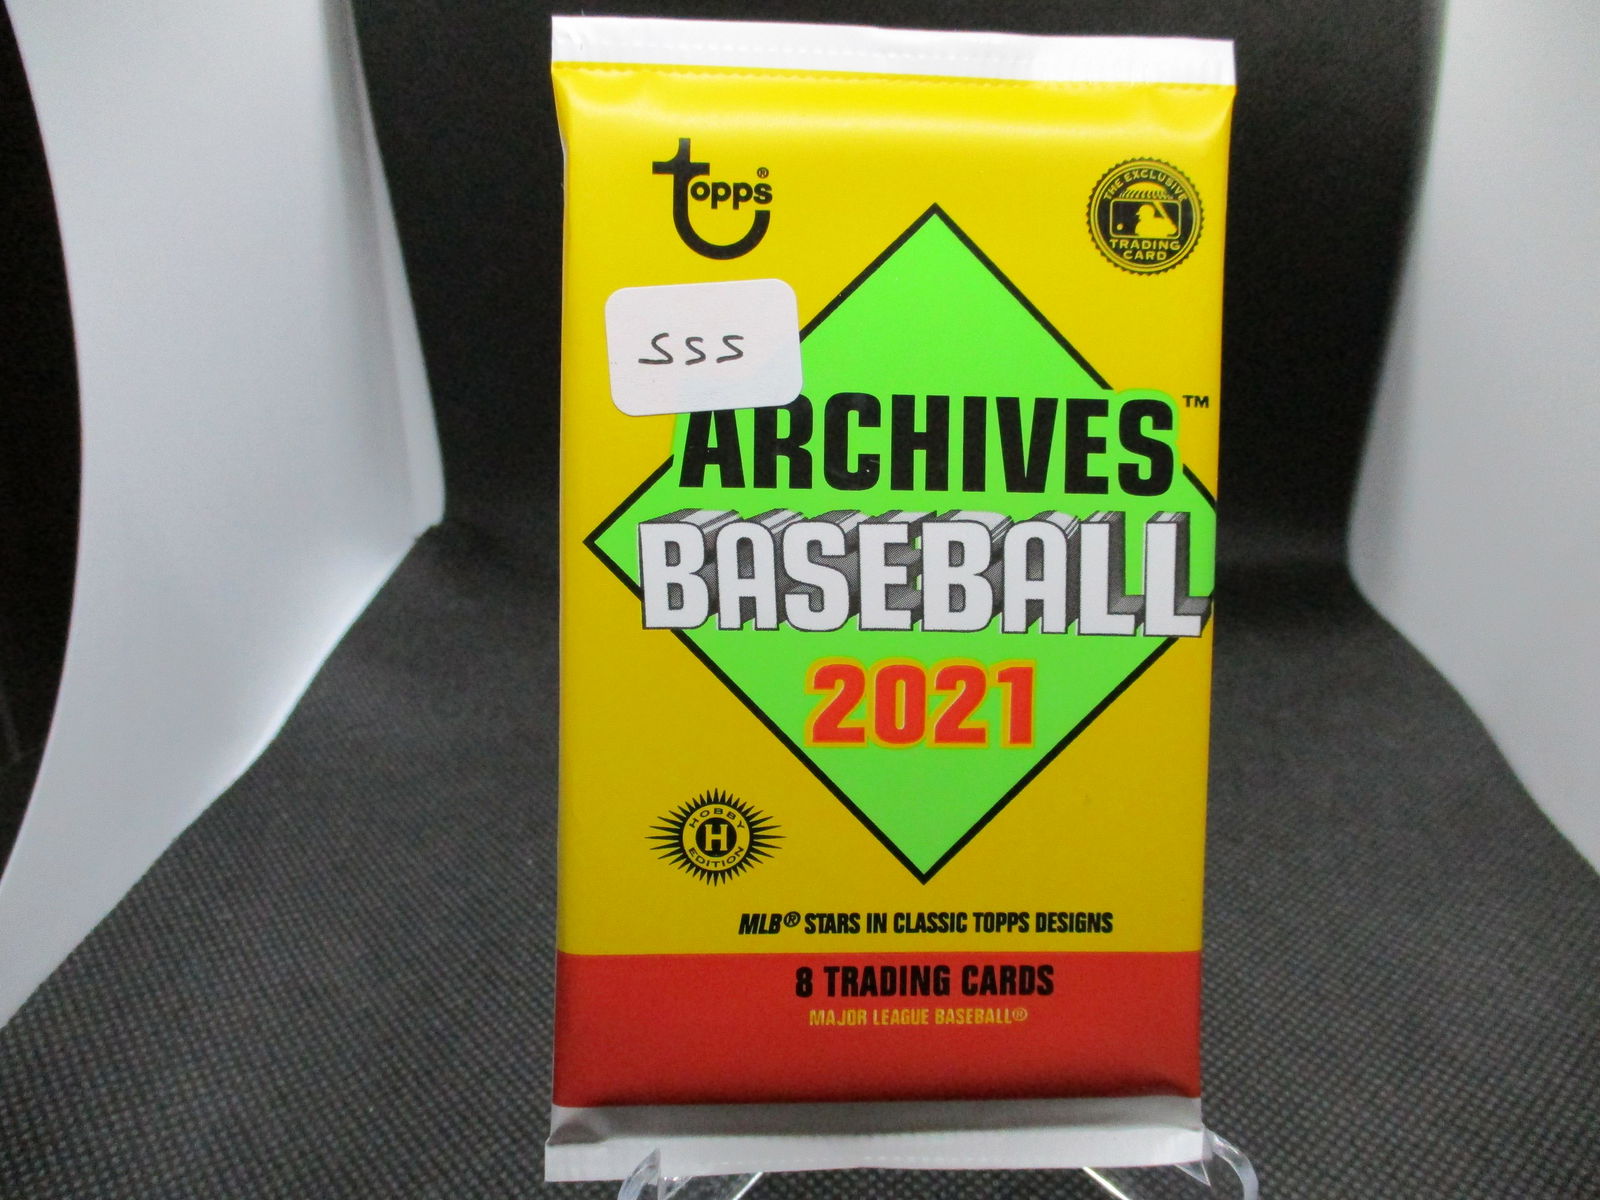 topps®
THE EXCLUSIVE
TRADING
CARD
SSS
ARCHIVES™
BASEBALL
2021
HOBBY
H
EDITION
MLB® STARS IN CLASSIC TOPPS DESIGNS
8 TRADING CARDS
MAJOR LEAGUE BASEBALL®